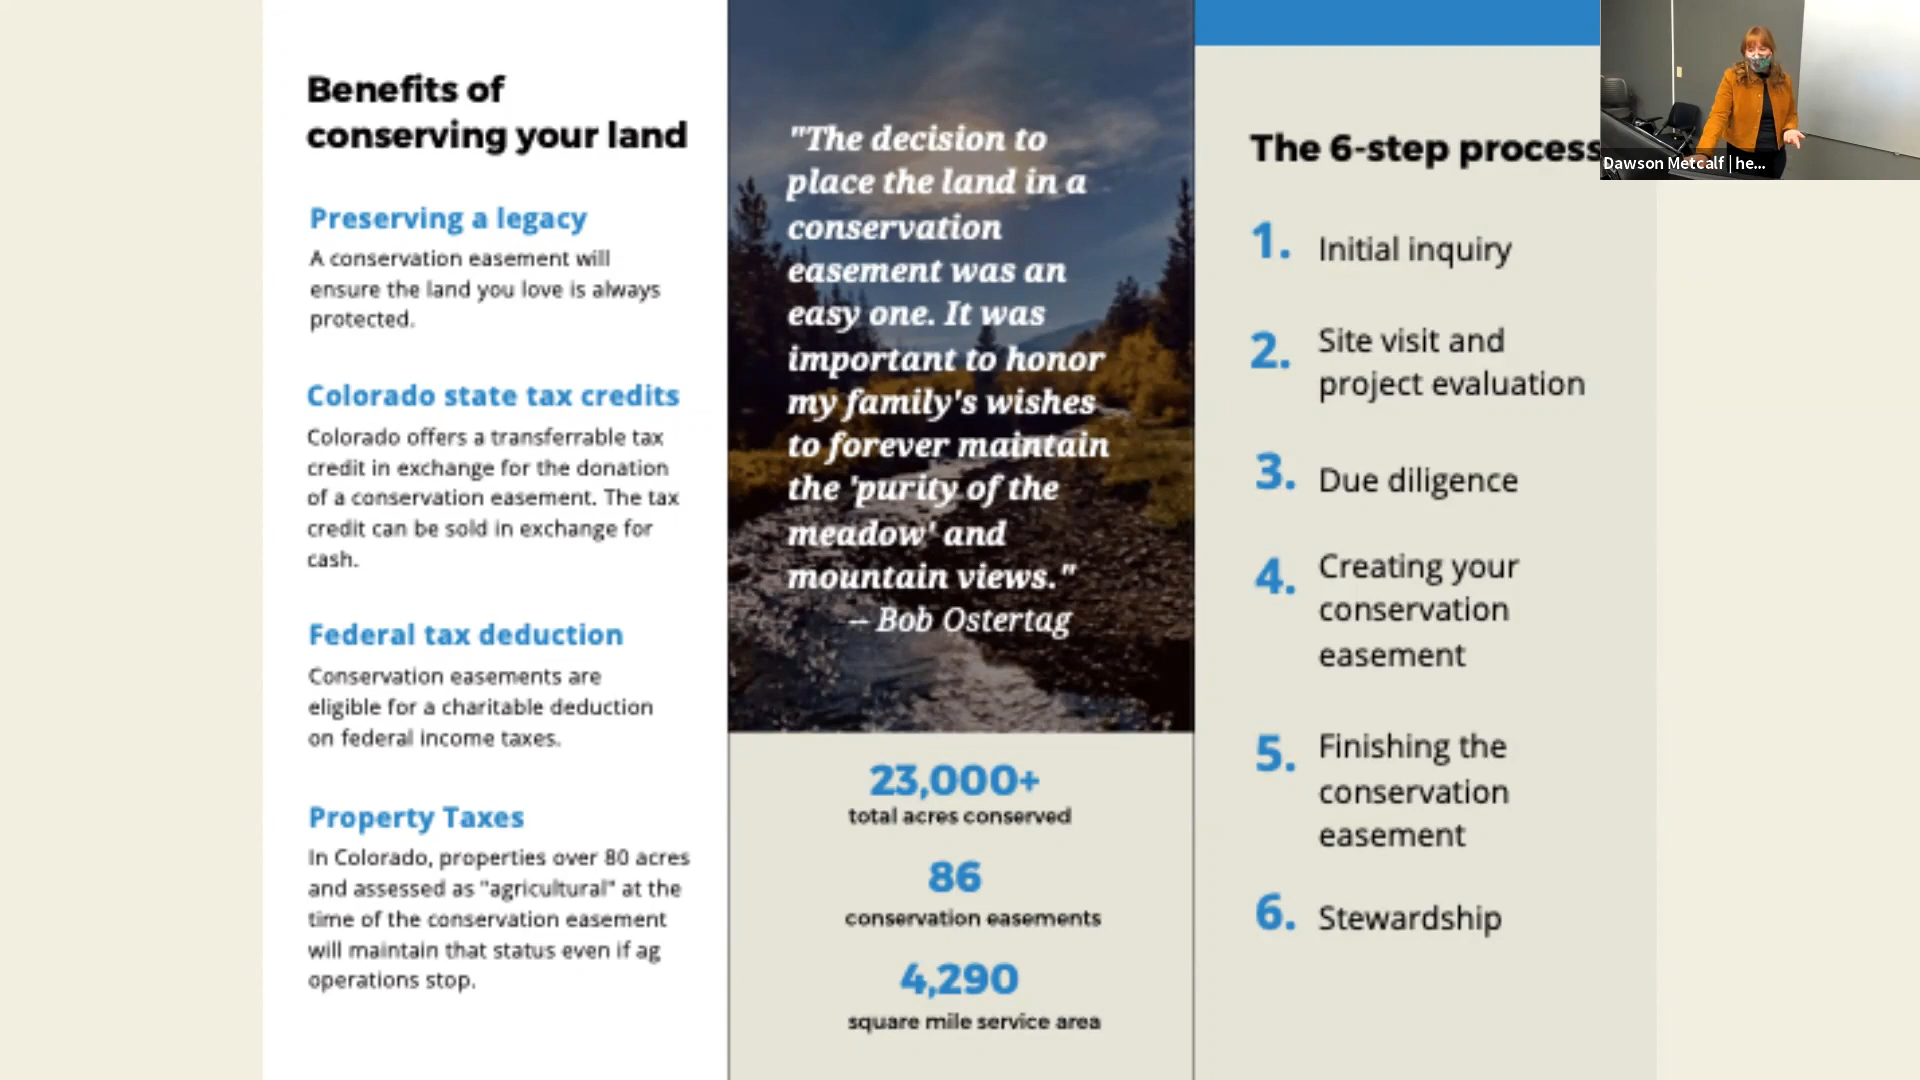 Benefits of
conserving your land
Preserving a legacy
A conservation easement will
ensure the land you love is always
protected.
Colorado state tax credits
Colorado offers a transferrable tax
credit in exchange for the donation
of a conservation easement. The tax
credit can be sold in exchange for
cash.
Federal tax deduction
Conservation easements are
eligible for a charitable deduction
on federal income taxes.
Property Taxes
In Colorado, properties over 80 acres
and assessed as "agricultural" at the
time of the conservation easement
will maintain that status even if ag
operations stop.
"The decision to
place the land in a
conservation
easement was an
easy one. It was
important to honor
my family's wishes
to forever maintain
the 'purity of the
meadow' and
mountain views."
-- Bob Ostertag
23,000+
total acres conserved
86
conservation easements
4,290
square mile service area
The 6-step process
1. Initial inquiry
2. Site visit and
project evaluation
3. Due diligence
4. Creating your
conservation
easement
5. Finishing the
conservation
easement
6. Stewardship
Dawson Metcalf | he...